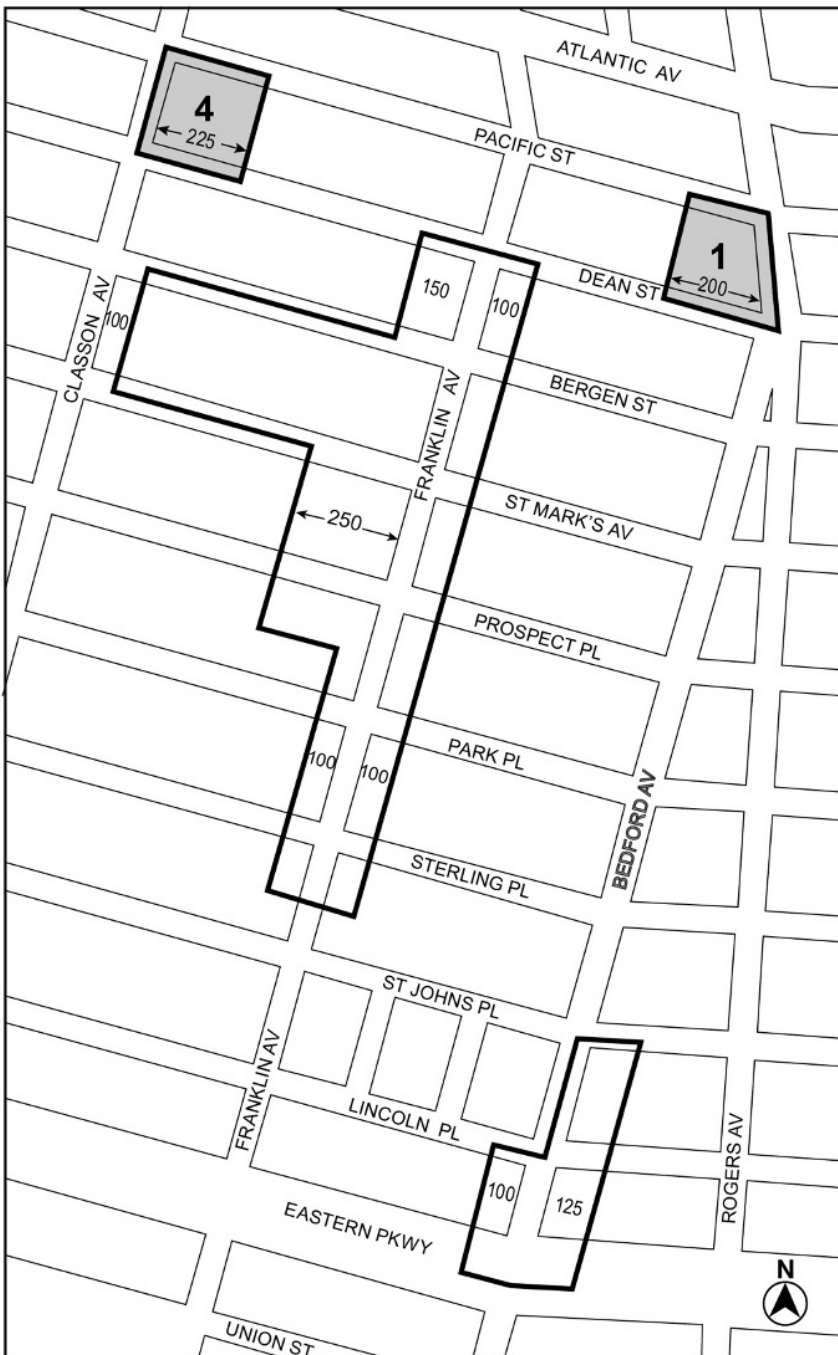 ATLANTIC AV
4
225
PACIFIC ST
1
200
DEAN ST
150
100
CLASSON AV
100
FRANKLIN AV
BERGEN ST
250
ST MARK'S AV
PROSPECT PL
PARK PL
100
100
BEDFORD AV
STERLING PL
ST JOHNS PL
FRANKLIN AV
LINCOLN PL
ROGERS AV
100
125
EASTERN PKWY
N
UNION ST